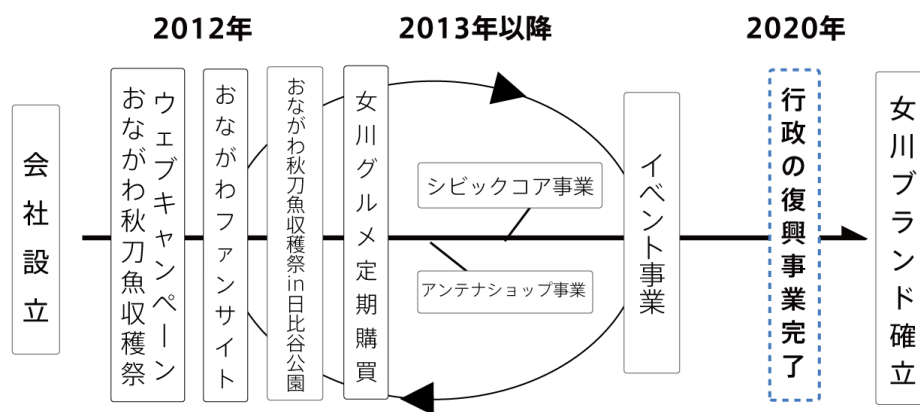 2012年
2013年以降
2020年
会社設立
ウェブキャンペーン
おながわ秋刀魚収穫祭
おながわファンサイト
おながわ秋刀魚収穫祭in日比谷公園
女川グルメ定期購買
シビックコア事業
アンテナショップ事業
イベント事業
行政の復興事業完了
女川ブランド確立